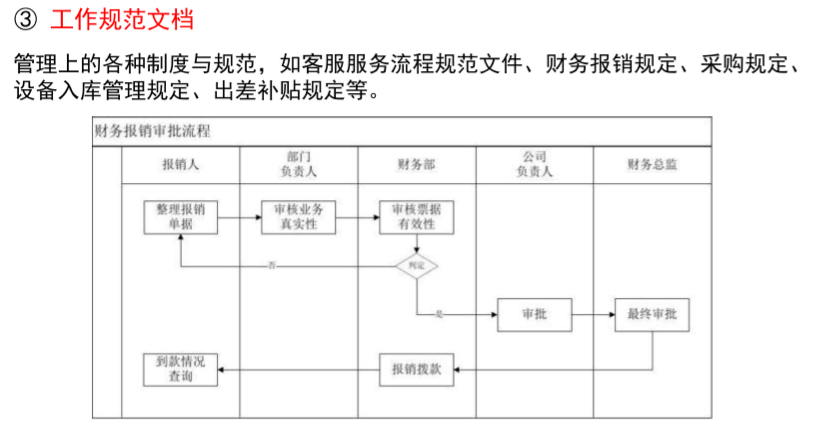 ③ 工作规范文档
管理上的各种制度与规范，如客服服务流程规范文件、财务报销规定、采购规定、
设备入库管理规定、出差补贴规定等。
财务报销审批流程
报销人
部门
负责人
财务部
公司
负责人
财务总监
整理报销
单据
审核业务
真实性
审核票据
有效性
否
判定
是
审批
最终审批
到款情况
查询
报销拨款